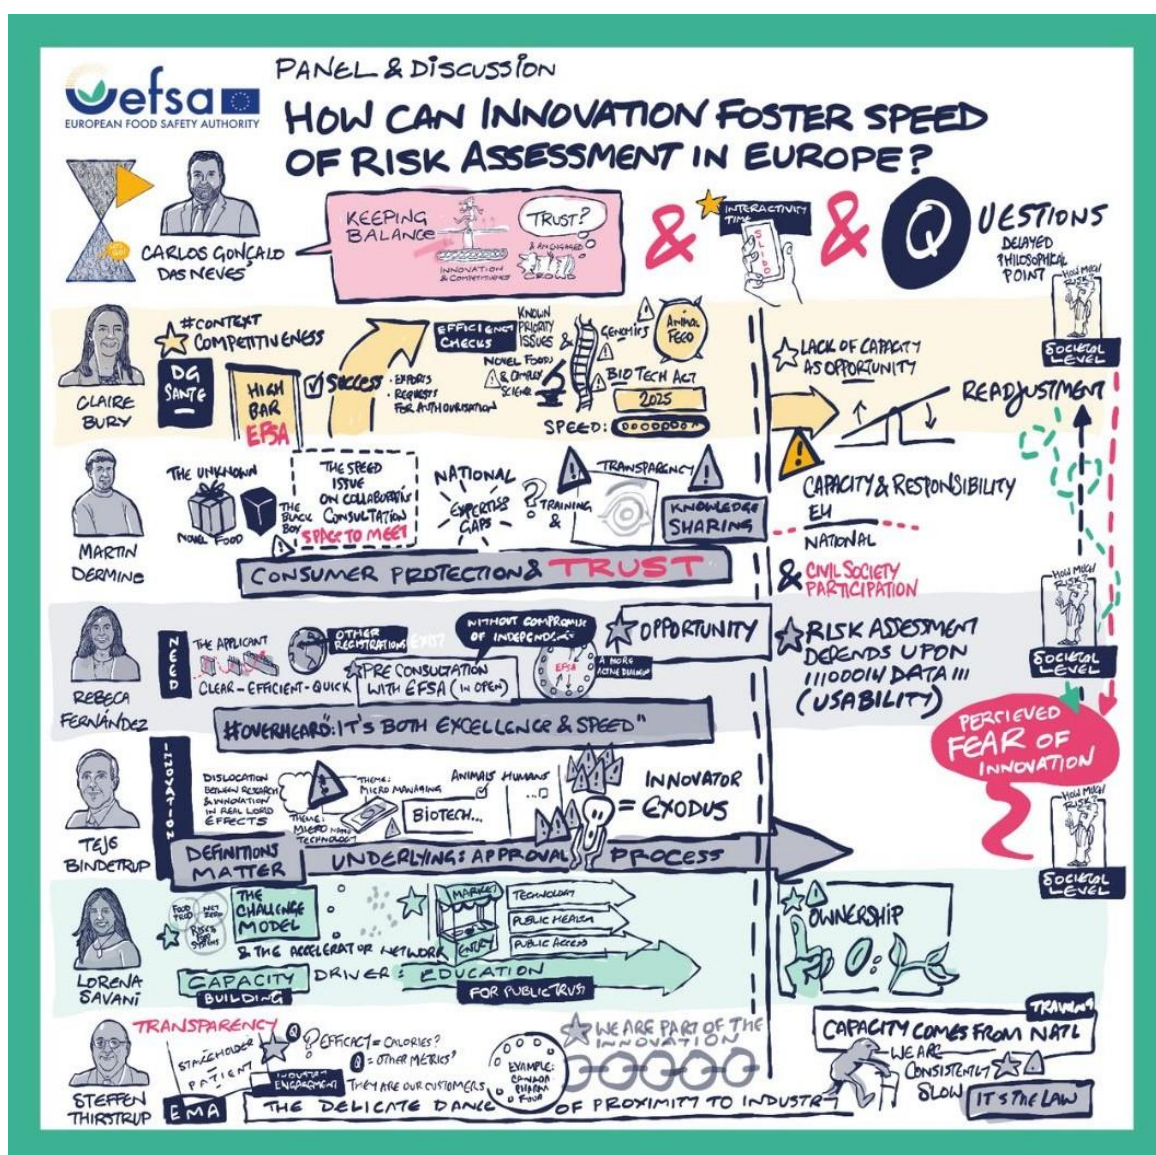 efsa
EUROPEAN FOOD SAFETY AUTHORITY
PANEL & DISCUSSION
HOW CAN INNOVATION FOSTER SPEED
OF RISK ASSESSMENT IN EUROPE?
CARLOS GONÇALO
DAS NEVES
KEEPING
BALANCE
INNOVATION
& COMPETITIVENESS
TRUST?
& AN ENGAGED
CROWD
&
INTERACTIVITY
TIME
SLIDO
&
QUESTIONS
DELAYED
PHILOSOPHICAL
POINT
HOW MUCH
RISK?
SOCIETAL
LEVEL
CLAIRE
BURY
#CONTEXT
COMPETITIVENESS
DG
SANTE
HIGH
BAR
EFSA
SUCCESS
• EXPORTS
• REQUESTS
FOR AUTHORISATION
EFFICIENCY
CHECKS
KNOWN
PRIORITY
ISSUES &
NOVEL FOODS
& COMPLEX
SCIENCE
GENOMICS
ANIMAL
FEED
BIOTECH ACT
2025
SPEED:
LACK OF CAPACITY
AS OPPORTUNITY
READJUSTMENT
MARTIN
DERMINE
THE UNKNOWN
NOVEL FOOD
THE
BLACK
BOX
THE SPEED
ISSUE
ON COLLABORATION
CONSULTATION
SPACE TO MEET
NATIONAL
EXPERTISE
GAPS
?
TRAINING
&
TRANSPARENCY
KNOWLEDGE
SHARING
CONSUMER PROTECTION & TRUST
CAPACITY & RESPONSIBILITY
EU
NATIONAL
& CIVIL SOCIETY
PARTICIPATION
HOW MUCH
RISK?
SOCIETAL
LEVEL
REBECA
FERNÁNDEZ
NEED
THE APPLICANT
CLEAR - EFFICIENT - QUICK
OTHER
REGISTRATIONS EXIST?
PRE CONSULTATION
WITH EFSA (IN OPEN)
WITHOUT COMPROMISE
OF INDEPENDENCE
EFSA
A MORE
ACTIVE DIALOGUE
OPPORTUNITY
#OVERHEARD: "IT'S BOTH EXCELLENCE & SPEED"
RISK ASSESSMENT
DEPENDS UPON
DATA
(USABILITY)
PERCIEVED
FEAR OF
INNOVATION
TEJS
BINDETRUP
INNOVATION
DISLOCATION
BETWEEN RESEARCH
& INNOVATION
IN REAL LORD
EFFECTS
THEME:
MICRO NANO
TECHNOLOGY
THEME:
MICRO MANAGING
ANIMALS HUMANS
BIOTECH...
INNOVATOR
= EXODUS
DEFINITIONS
MATTER
UNDERLYING: APPROVAL PROCESS
HOW MUCH
RISK?
SOCIETAL
LEVEL
LORENA
SAVANI
FOOD
PROD
NET
ZERO
RISKS
FOOD
SYSTEMS
THE
CHALLENGE
MODEL
& THE ACCELERATOR NETWORK
MARKET
ENTRY
TECHNOLOGY
PUBLIC HEALTH
PUBLIC ACCESS
CAPACITY
BUILDING
DRIVER: EDUCATION
FOR PUBLIC TRUST
OWNERSHIP
STEFFEN
THIRSTRUP
TRANSPARENCY
STAKEHOLDER
PATIENT
EMA
Q ? EFFICACY = CALORIES?
Q = OTHER METRICS'
INDUSTRY
ENGAGEMENT
THEY ARE OUR CUSTOMERS
EXAMPLE:
CANADA
PHARM
FOOD
WE ARE PART OF THE
INNOVATION
THE DELICATE DANCE OF PROXIMITY TO INDUSTRY
TRAINING
CAPACITY COMES FROM NATL
WE ARE
CONSISTENTLY
SLOW
IT'S THE LAW